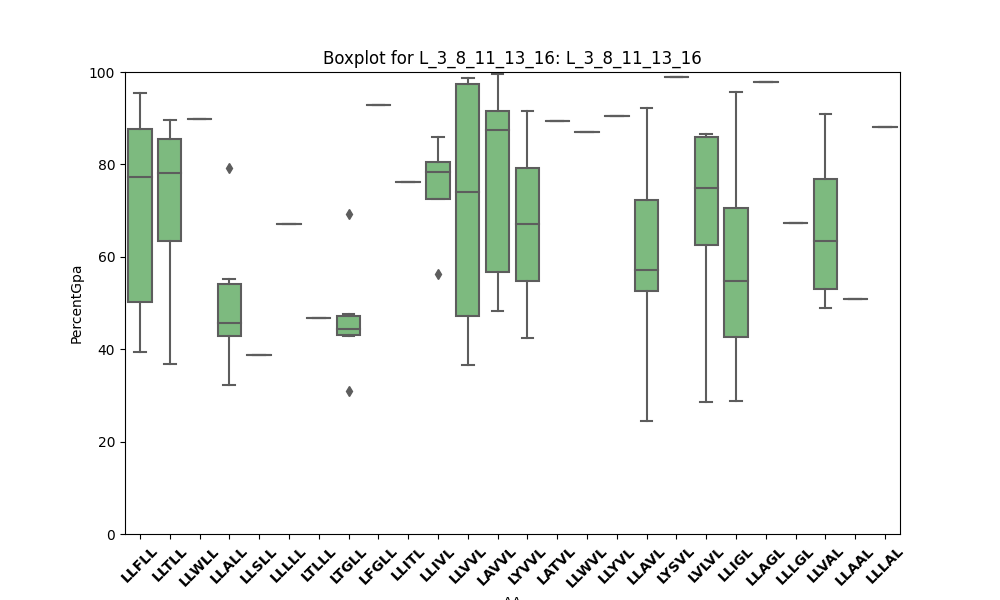 Boxplot for L_3_8_11_13_16: L_3_8_11_13_16
100
80
60
40
20
0
PercentGpa
LLFLL LLTLL LLWLL LLALL LLSLL LLLLL LTLLL LTGLL LFGLL LLITL LLIVL LLVVL LAVVL LYVVL LATVL LLWVL LLYVL LLAVL LYSVL LVLVL LLIGL LLAGL LLLGL LLVAL LLAAL LLLAL